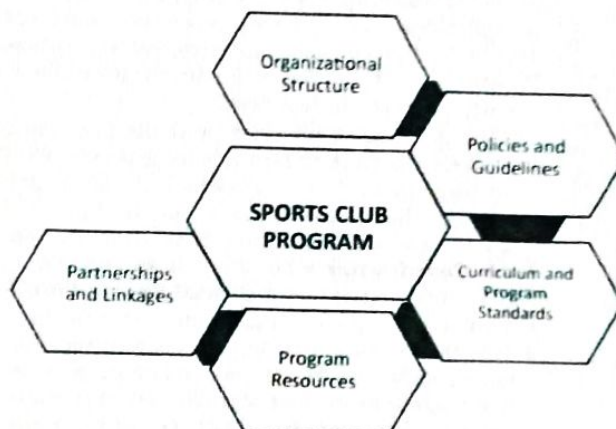 Organizational
Structure
Policies and
Guidelines
SPORTS CLUB
PROGRAM
Curriculum and
Program
Standards
Partnerships
and Linkages
Program
Resources